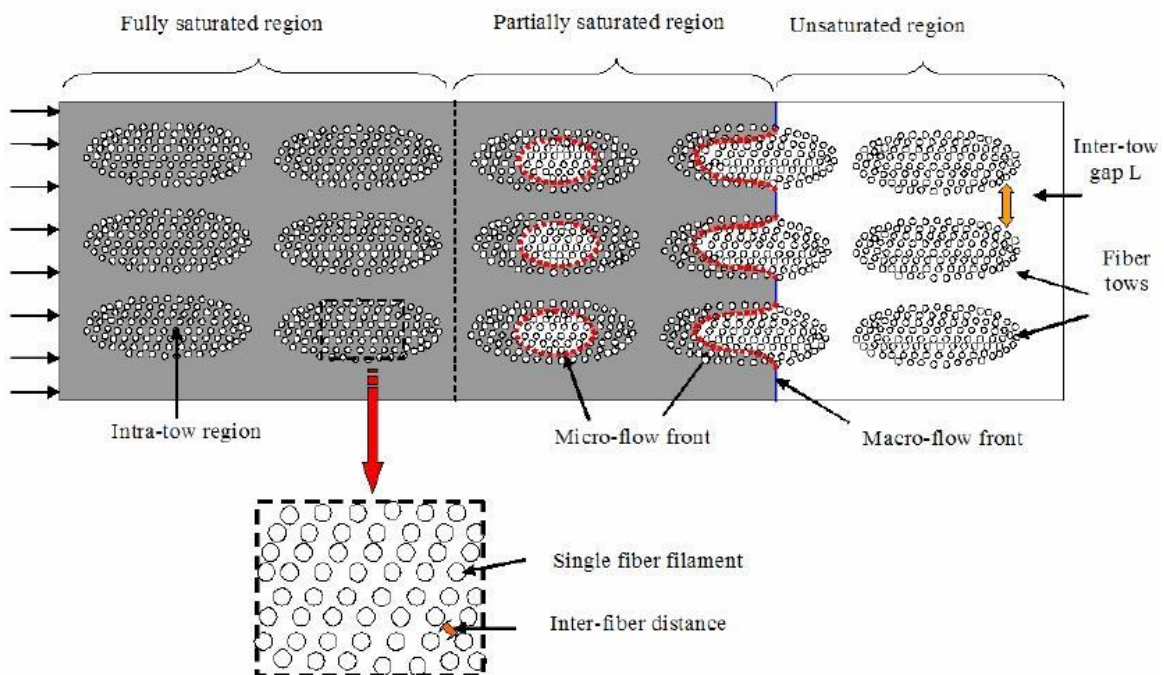 Fully saturated region
Partially saturated region
Unsaturated region
Inter-tow
gap L
Fiber
tows
Intra-tow region
Micro-flow front
Macro-flow front
Single fiber filament
Inter-fiber distance